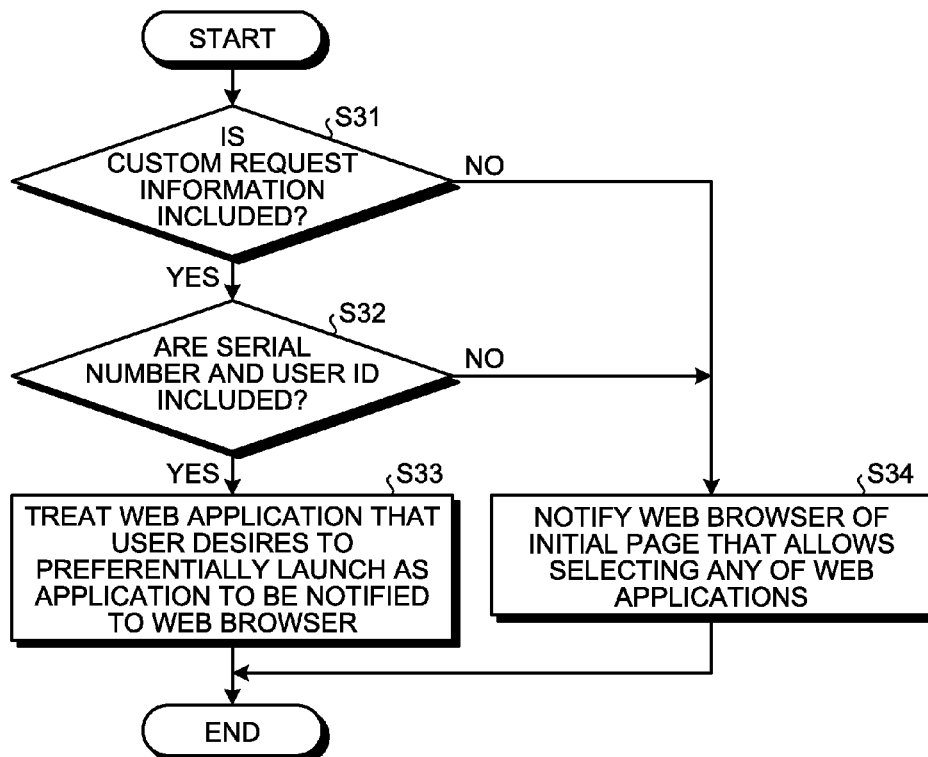 START
S31
IS
CUSTOM REQUEST
INFORMATION
INCLUDED?
NO
YES
S32
ARE SERIAL
NUMBER AND USER ID
INCLUDED?
NO
YES
S33
TREAT WEB APPLICATION THAT
USER DESIRES TO
PREFERENTIALLY LAUNCH AS
APPLICATION TO BE NOTIFIED
TO WEB BROWSER
S34
NOTIFY WEB BROWSER OF
INITIAL PAGE THAT ALLOWS
SELECTING ANY OF WEB
APPLICATIONS
END